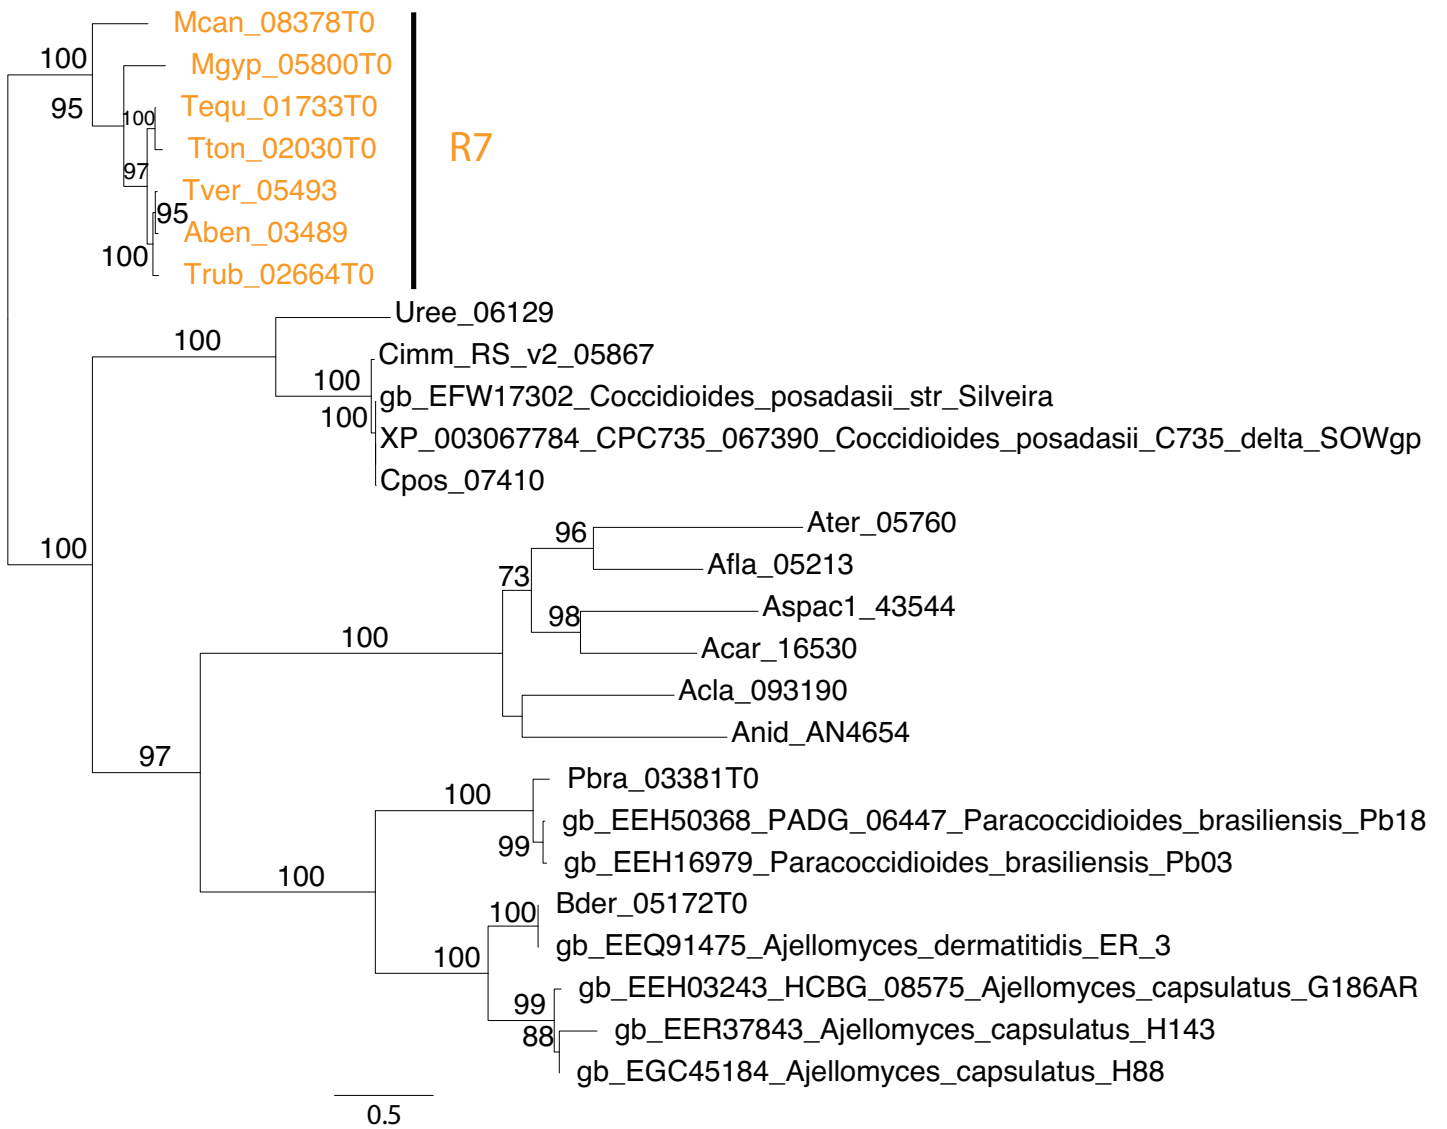 Mcan_08378T0
100
Mgyp_05800T0
95
Tequ_01733T0
100
Tton_02030T0
R7
97
Tver_05493
95
Aben_03489
100
Trub_02664T0
Uree_06129
100
Cimm_RS_v2_05867
100
gb_EFW17302_Coccidioides_posadasii_str_Silveira
100
XP_003067784_CPC735_067390_Coccidioides_posadasii_C735_delta_SOWgp
Cpos_07410
Ater_05760
96
100
Afla_05213
73
Aspac1_43544
98
100
Acar_16530
Acla_093190
Anid_AN4654
97
Pbra_03381T0
100
gb_EEH50368_PADG_06447_Paracoccidioides_brasiliensis_Pb18
99
gb_EEH16979_Paracoccidioides_brasiliensis_Pb03
100
Bder_05172T0
100
gb_EEQ91475_Ajellomyces_dermatitidis_ER_3
100
gb_EEH03243_HCBG_08575_Ajellomyces_capsulatus_G186AR
99
gb_EER37843_Ajellomyces_capsulatus_H143
88
gb_EGC45184_Ajellomyces_capsulatus_H88
0.5